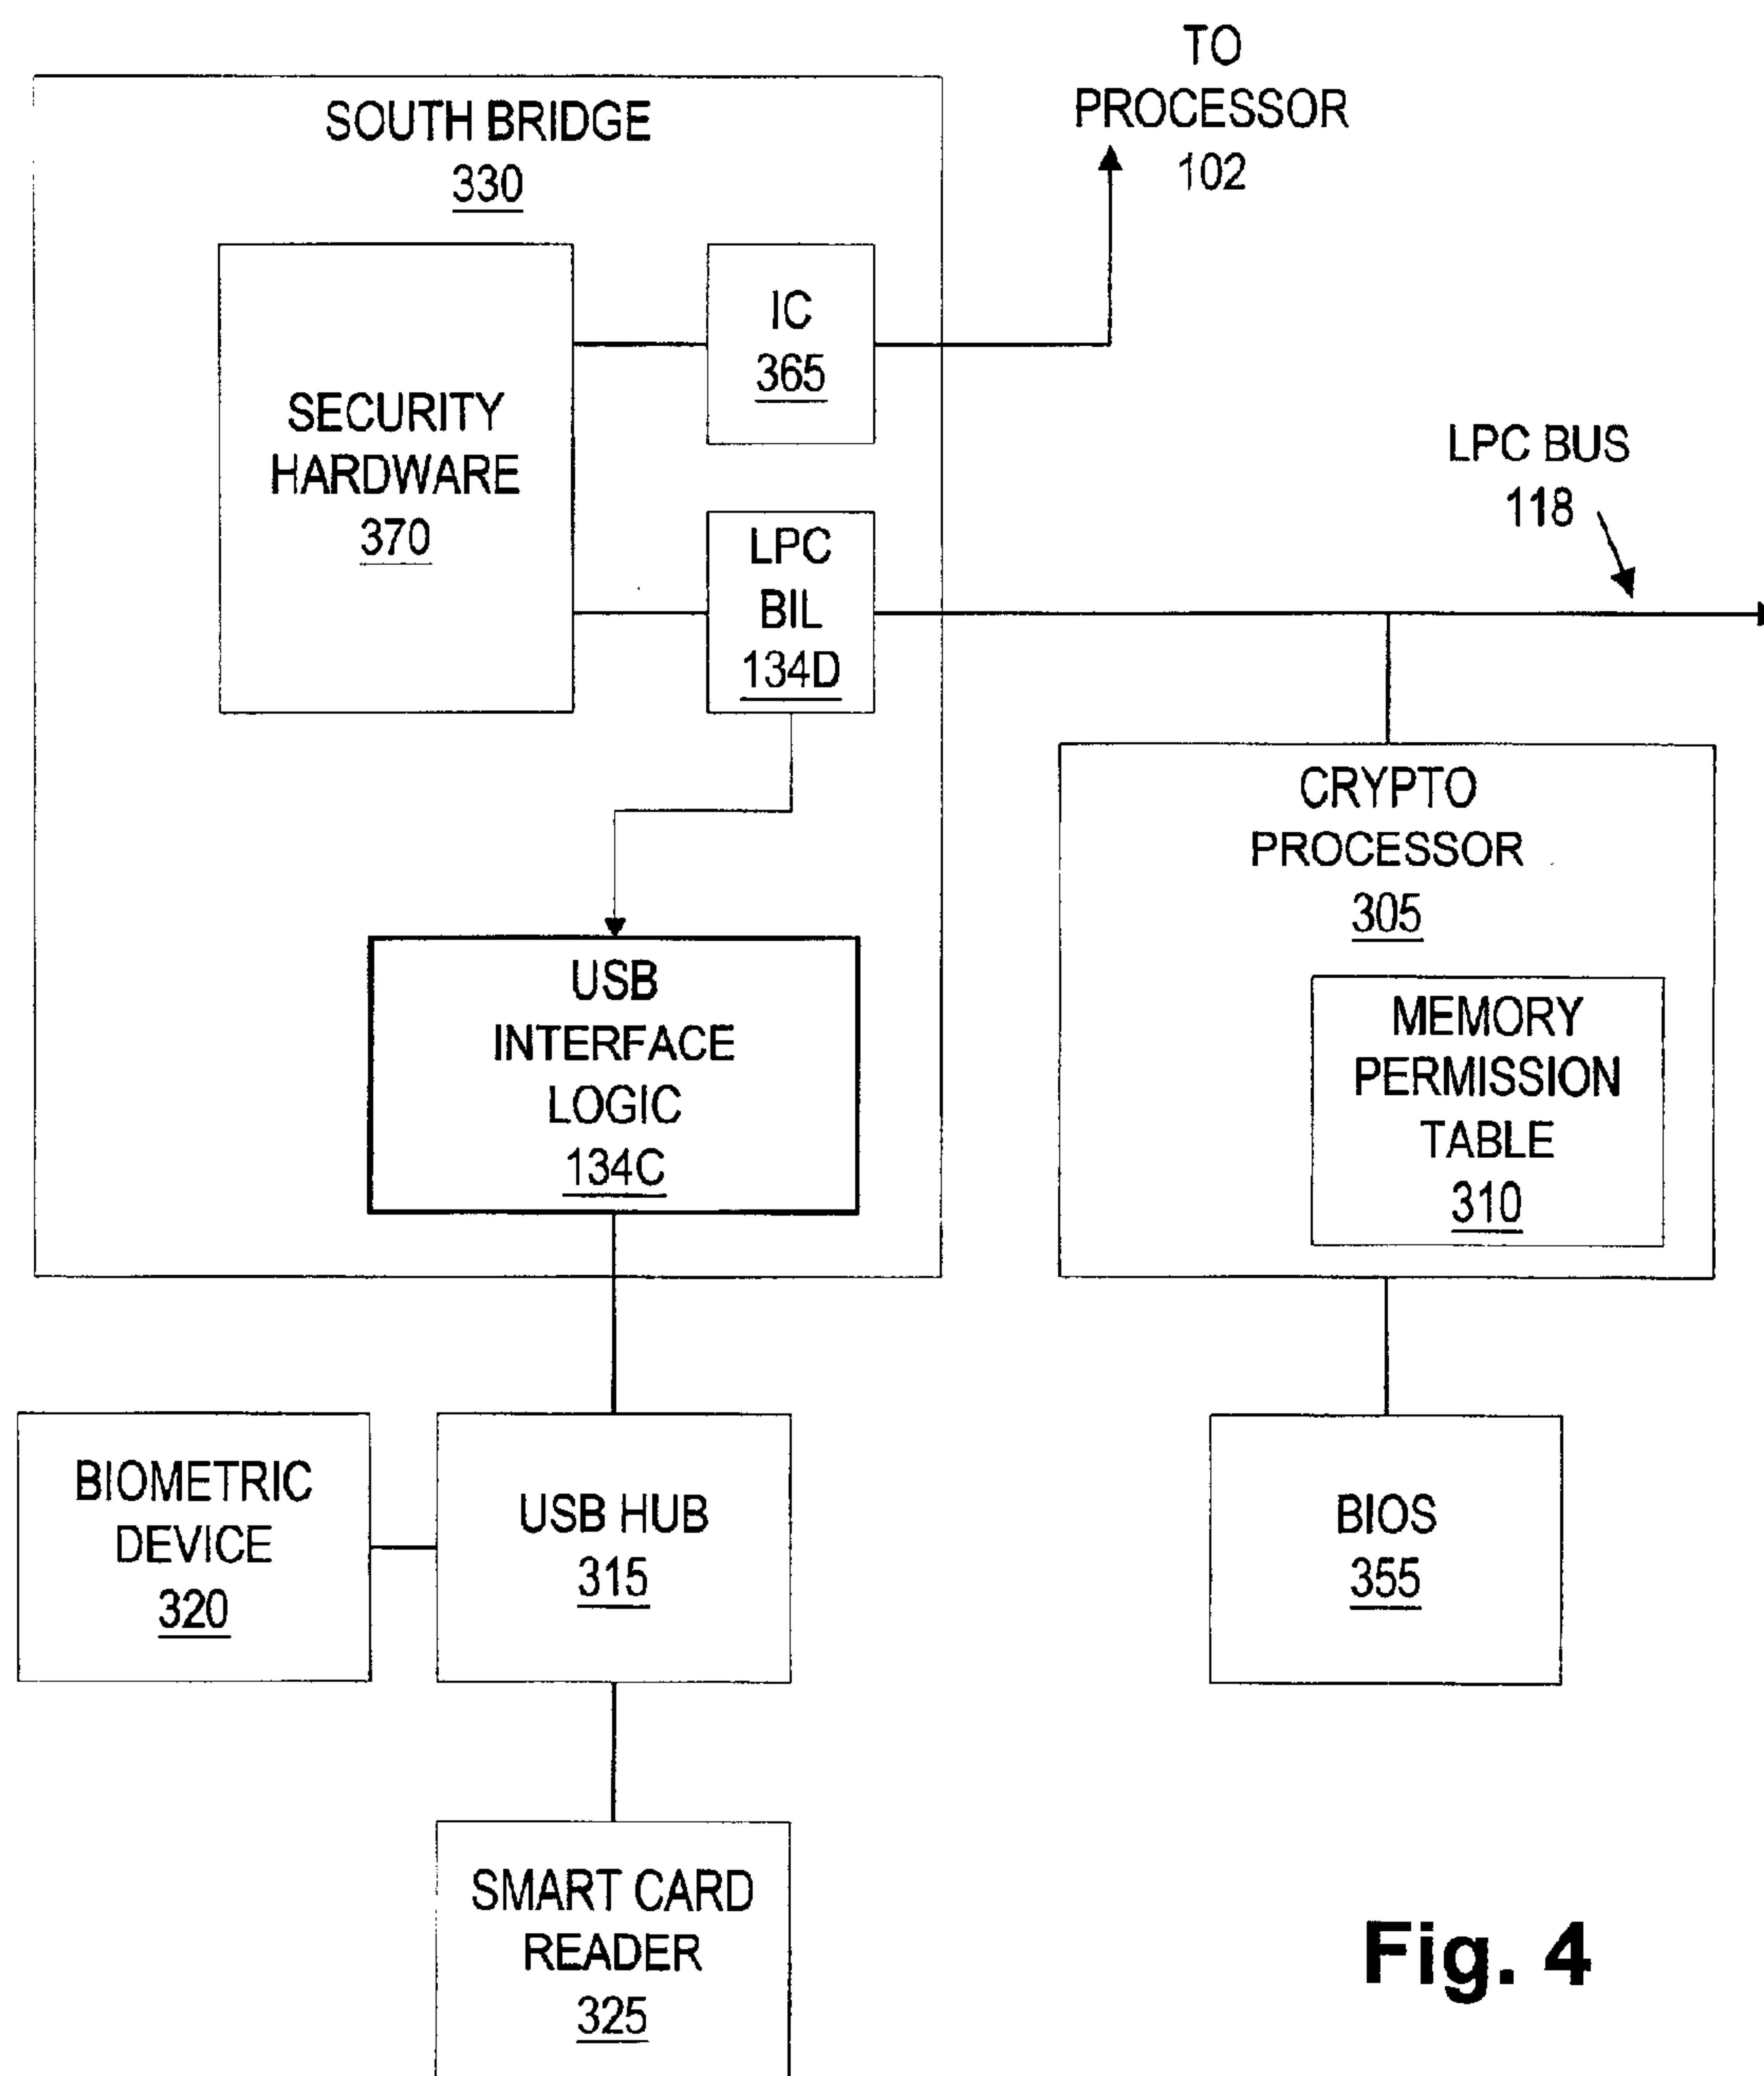 TO
PROCESSOR
102
SOUTH BRIDGE
330
SECURITY
HARDWARE
370
IC
365
LPC
BIL
134D
LPC BUS
118
CRYPTO
PROCESSOR
305
MEMORY
PERMISSION
TABLE
310
USB
INTERFACE
LOGIC
134C
BIOMETRIC
DEVICE
320
USB HUB
315
BIOS
355
SMART CARD
READER
325
Fig. 4